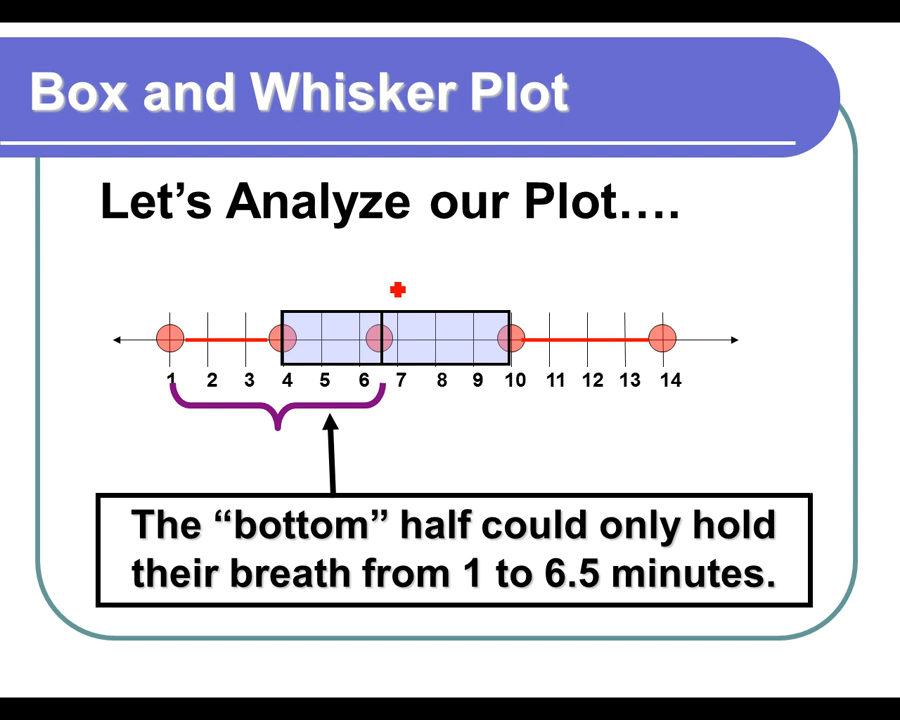 Box and Whisker Plot
Let’s Analyze our Plot….
1 2 3 4 5 6 7 8 9 10 11 12 13 14
The “bottom” half could only hold
their breath from 1 to 6.5 minutes.